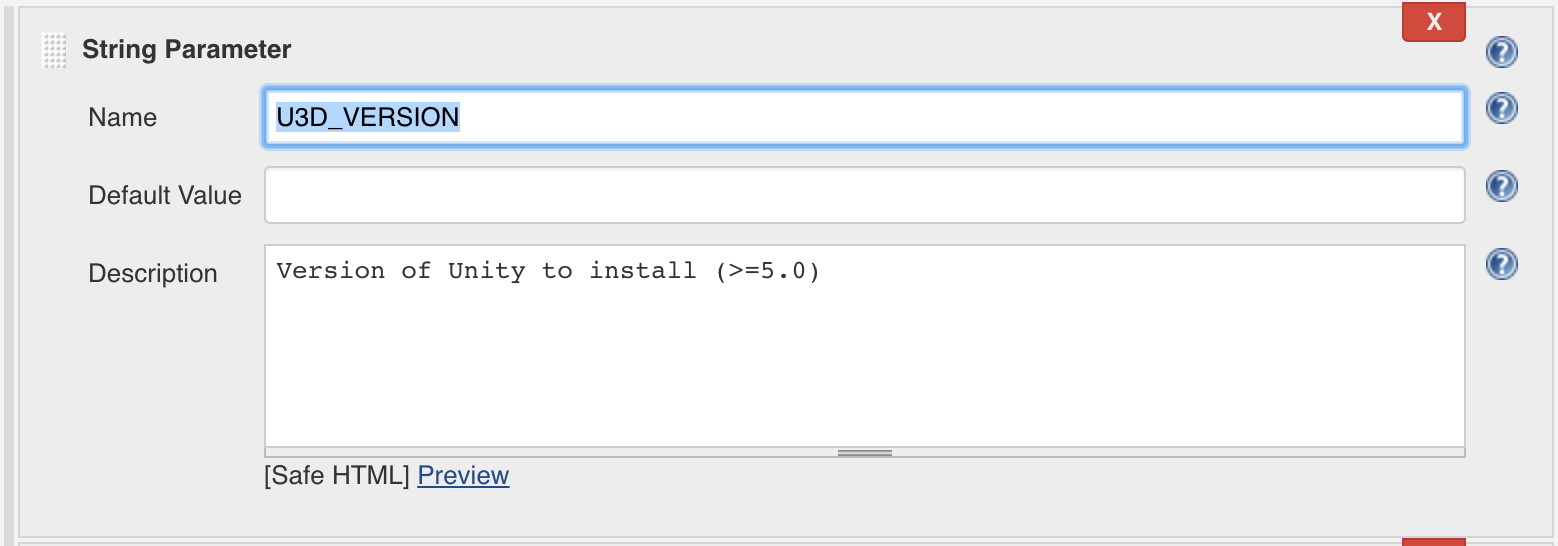 X
String Parameter
?
Name U3D_VERSION
?
Default Value
?
Description Version of Unity to install (>=5.0)
?
[Safe HTML] Preview